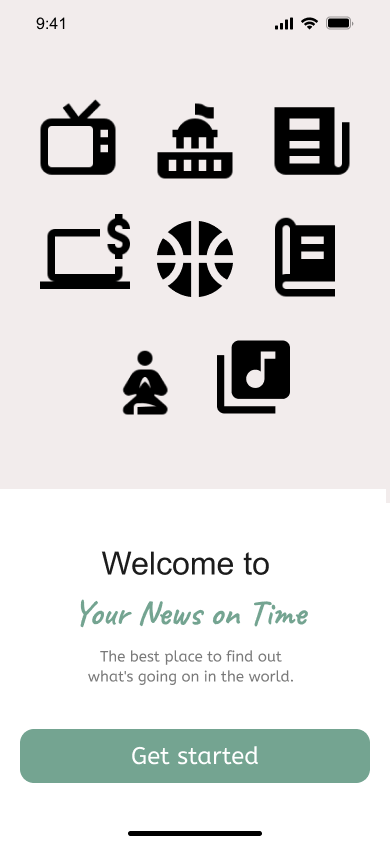 9:41
$
Welcome to
Your News on Time
The best place to find out
what's going on in the world.
Get started